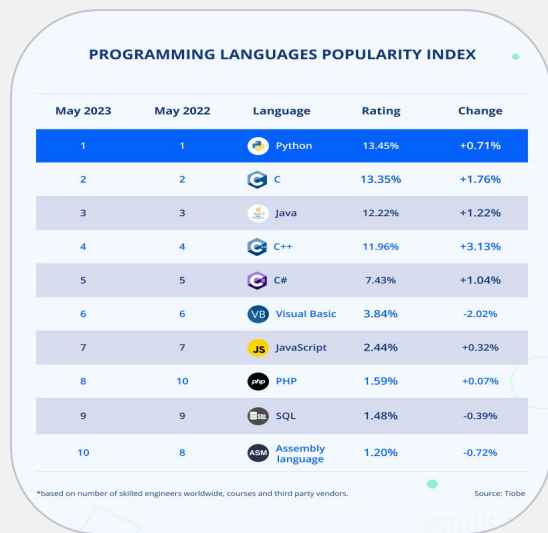 PROGRAMMING LANGUAGES POPULARITY INDEX
May 2023 May 2022 Language Rating Change
1 1 Python 13.45% +0.71%
2 2 C C 13.35% +1.76%
3 3 Java Java 12.22% +1.22%
4 4 C C++ 11.96% +3.13%
5 5 C C# 7.43% +1.04%
6 6 VB Visual Basic 3.84% -2.02%
7 7 JS JavaScript 2.44% +0.32%
8 10 php PHP 1.59% +0.07%
9 9 SQL SQL 1.48% -0.39%
10 8 ASM Assembly language 1.20% -0.72%
*based on number of skilled engineers worldwide, courses and third party vendors. Source: Tiobe